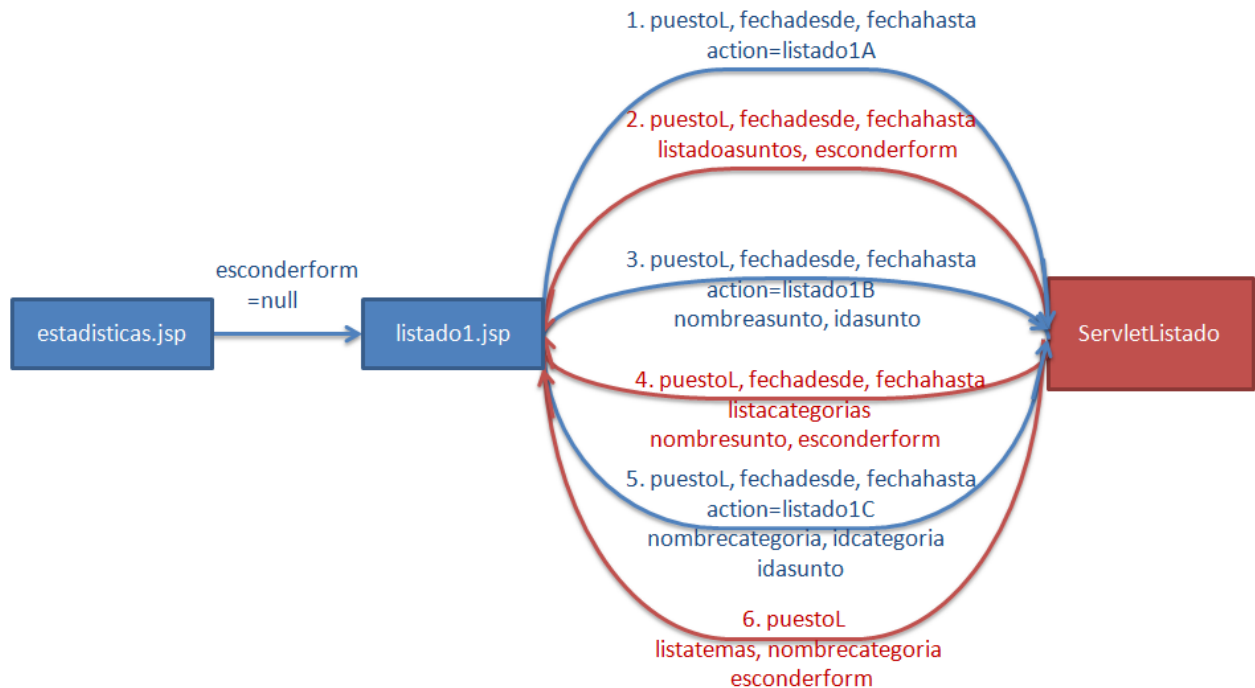 1. puestoL, fechadesde, fechahasta
action=listado1A
2. puestoL, fechadesde, fechahasta
listadoasuntos, esconderform
esconderform
=null
3. puestoL, fechadesde, fechahasta
action=listado1B
nombreasunto, idasunto
estadisticas.jsp
listado1.jsp
ServletListado
4. puestoL, fechadesde, fechahasta
listacategorias
nombresunto, esconderform
5. puestoL, fechadesde, fechahasta
action=listado1C
nombrecategoria, idcategoria
idasunto
6. puestoL
listatemas, nombrecategoria
esconderform